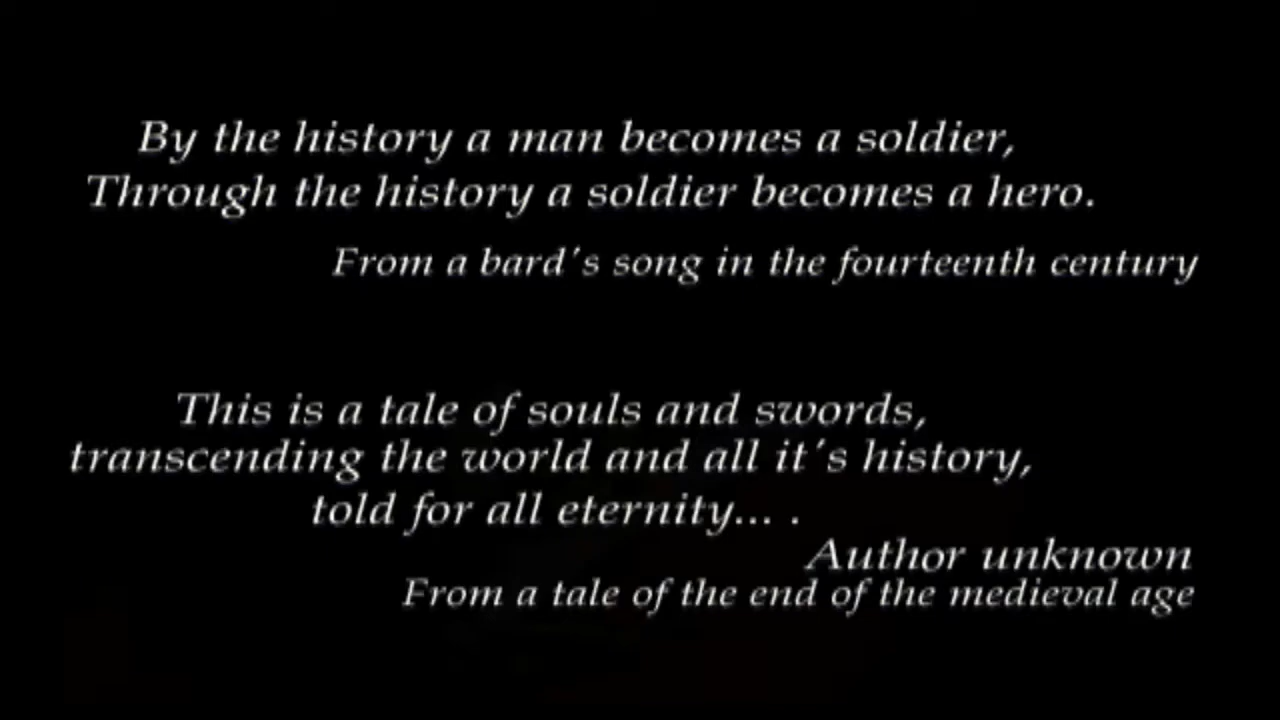 By the history a man becomes a soldier,
Through the history a soldier becomes a hero.
From a bard's song in the fourteenth century
This is a tale of souls and swords,
transcending the world and all it's history,
told for all eternity... .
Author unknown
From a tale of the end of the medieval age